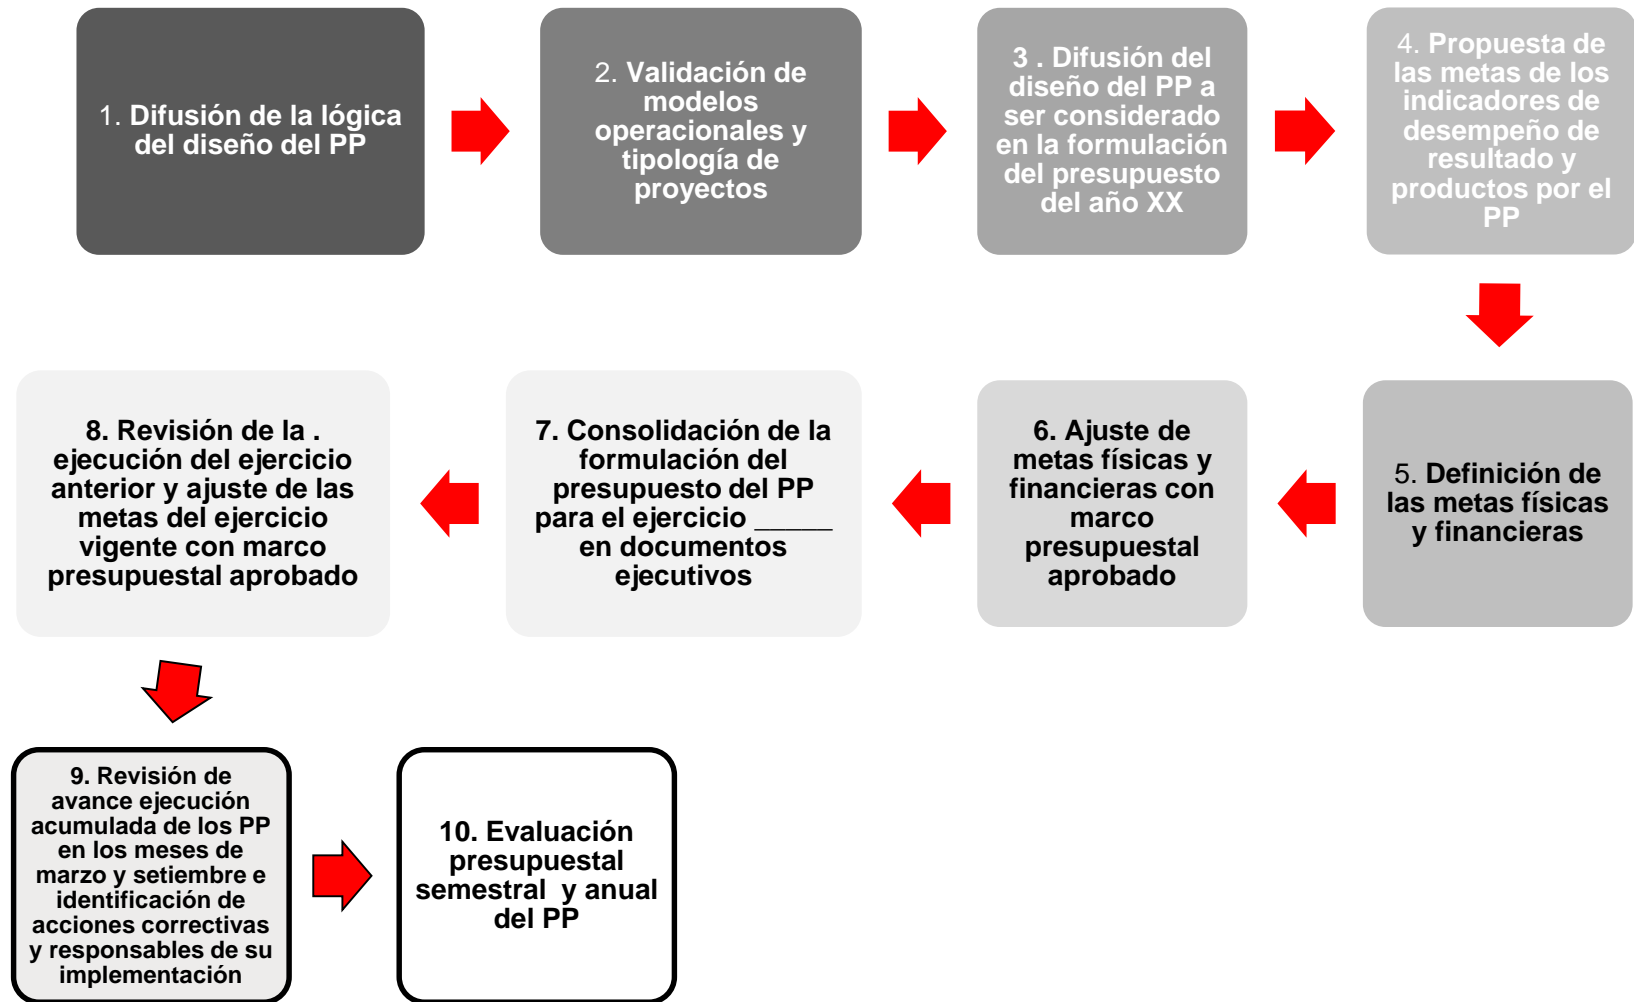 1. Difusión de la lógica
del diseño del PP
2. Validación de
modelos
operacionales y
tipología de
proyectos
3 . Difusión del
diseño del PP a
ser considerado
en la formulación
del presupuesto
del año XX
4. Propuesta de
las metas de los
indicadores de
desempeño de
resultado y
productos por el
PP
5. Definición de
las metas físicas
y financieras
6. Ajuste de
metas físicas y
financieras con
marco
presupuestal
aprobado
7. Consolidación de la
formulación del
presupuesto del PP
para el ejercicio _____
en documentos
ejecutivos
8. Revisión de la .
ejecución del ejercicio
anterior y ajuste de las
metas del ejercicio
vigente con marco
presupuestal aprobado
9. Revisión de
avance ejecución
acumulada de los PP
en los meses de
marzo y setiembre e
identificación de
acciones correctivas
y responsables de su
implementación
10. Evaluación
presupuestal
semestral  y anual
del PP